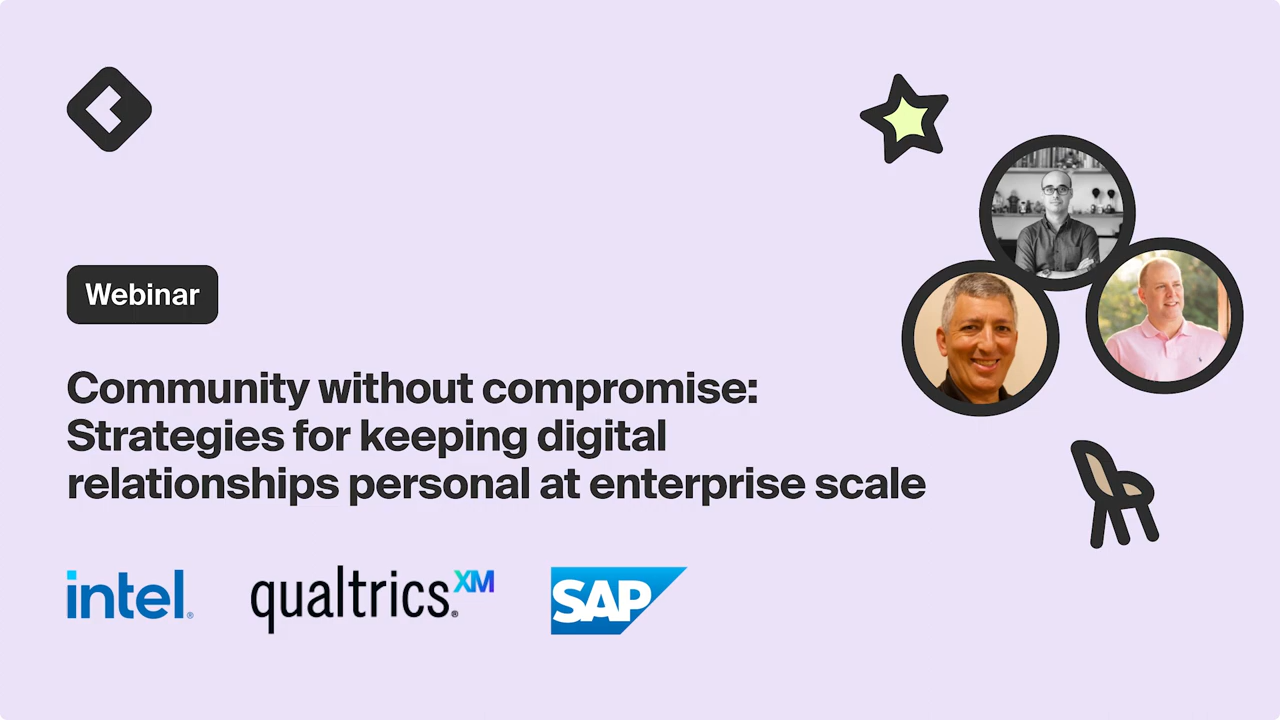 Webinar
Community without compromise:
Strategies for keeping digital
relationships personal at enterprise scale
intel®
qualtrics.XM®
SAP